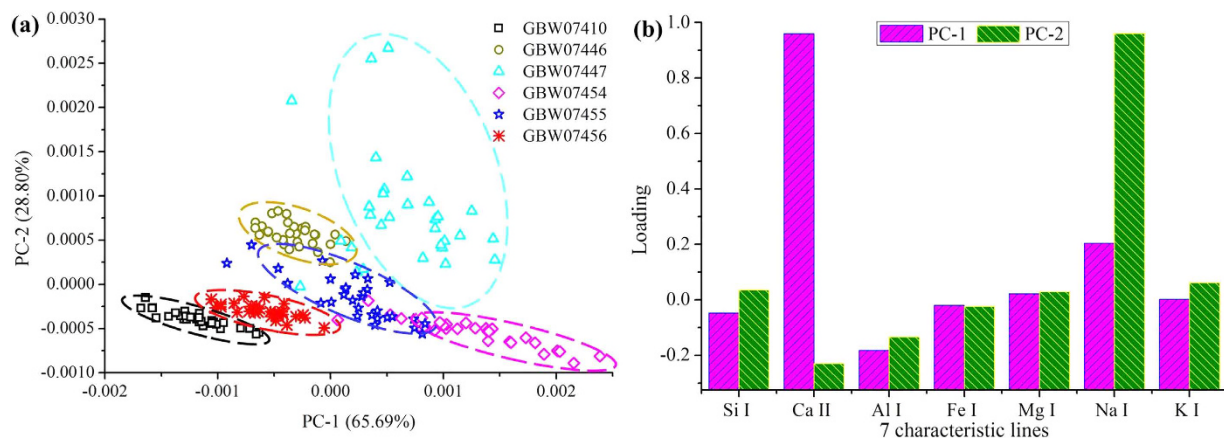 (a)
0.0030
0.0025
0.0020
0.0015
0.0010
0.0005
0.0000
-0.0005
-0.0010
PC-2 (28.80%)
GBW07410
GBW07446
GBW07447
GBW07454
GBW07455
GBW07456
-0.002
-0.001
0.000
0.001
0.002
PC-1 (65.69%)
(b)
1.0
0.8
0.6
0.4
0.2
0.0
-0.2
Loading
PC-1 PC-2
Si I Ca II Al I Fe I Mg I Na I K I
7 characteristic lines